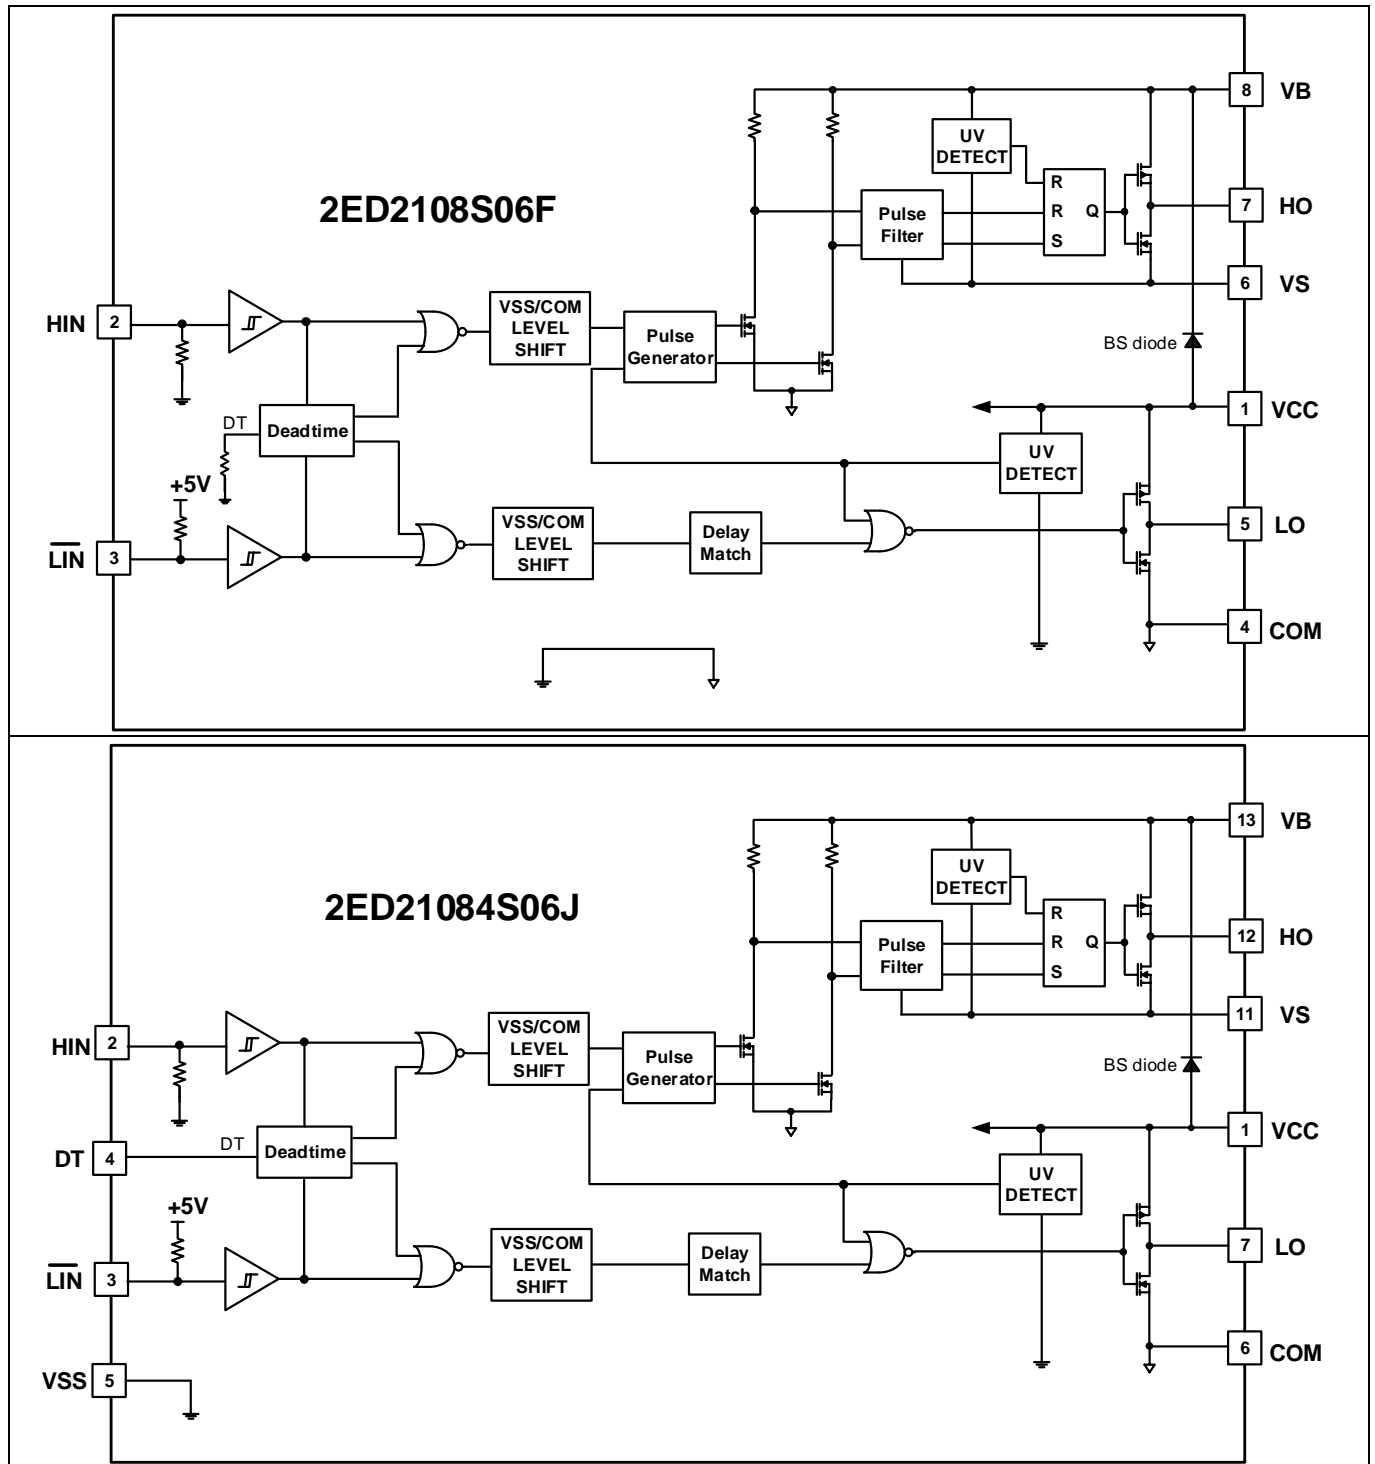 2ED2108S06F
8 VB
UV
DETECT
R
R Q
S
7 HO
Pulse
Filter
6 VS
HIN 2
VSS/COM
LEVEL
SHIFT
Pulse
Generator
BS diode
DT
Deadtime
1 VCC
UV
DETECT
+5V
LIN 3
VSS/COM
LEVEL
SHIFT
Delay
Match
5 LO
4 COM
2ED21084S06J
13 VB
UV
DETECT
R
R Q
S
12 HO
Pulse
Filter
11 VS
HIN 2
VSS/COM
LEVEL
SHIFT
Pulse
Generator
BS diode
DT 4
DT
Deadtime
1 VCC
UV
DETECT
+5V
LIN 3
VSS/COM
LEVEL
SHIFT
Delay
Match
7 LO
6 COM
VSS 5